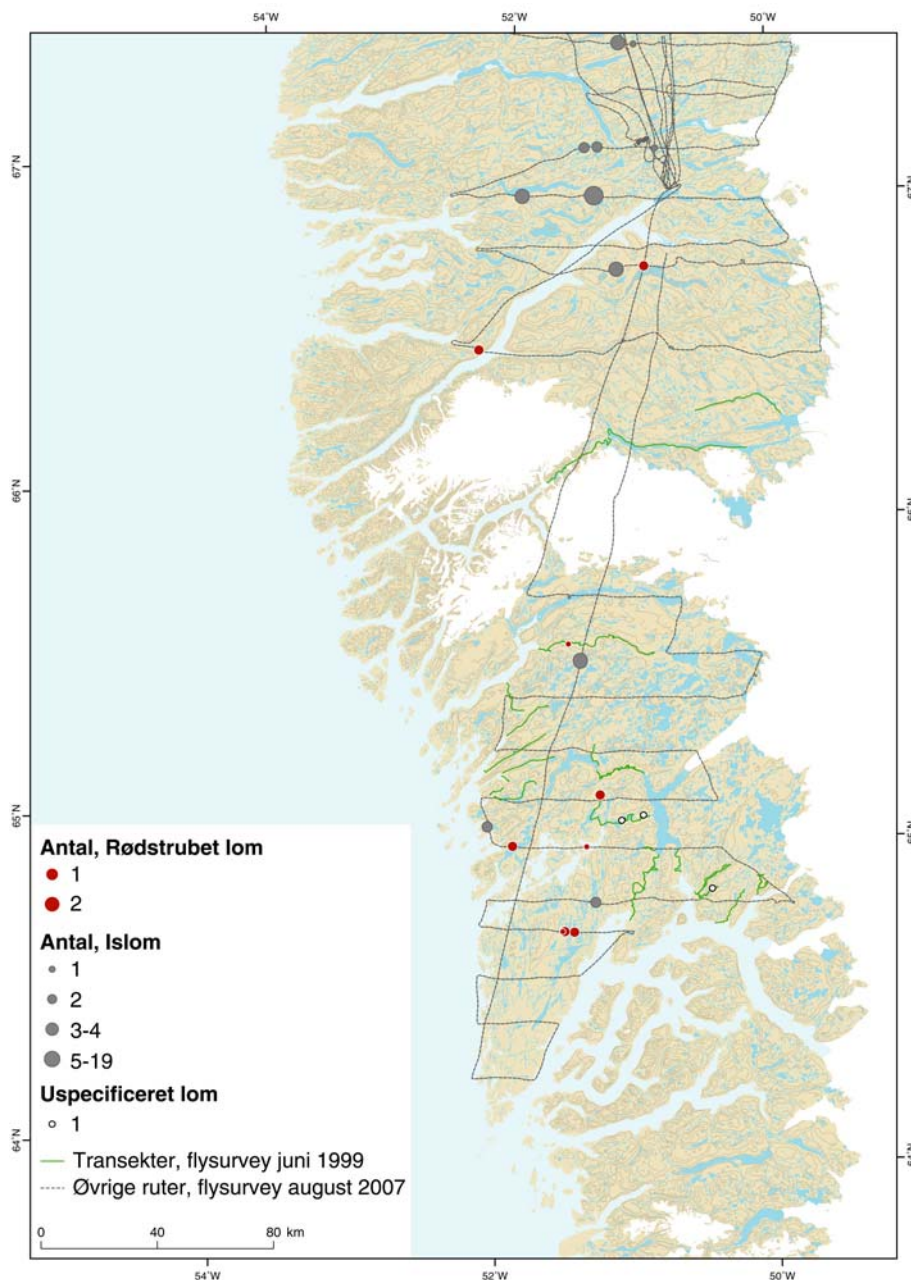 54˚W 52˚W 50˚W
67˚N 67˚N
66˚N
65˚N
64˚N
Antal, Rødstrubet lom
1
2
Antal, Islom
1
2
3-4
5-19
Uspecificeret lom
1
Transekter, flysurvey juni 1999
Øvrige ruter, flysurvey august 2007
0 40 80 km
54˚W 52˚W 50˚W